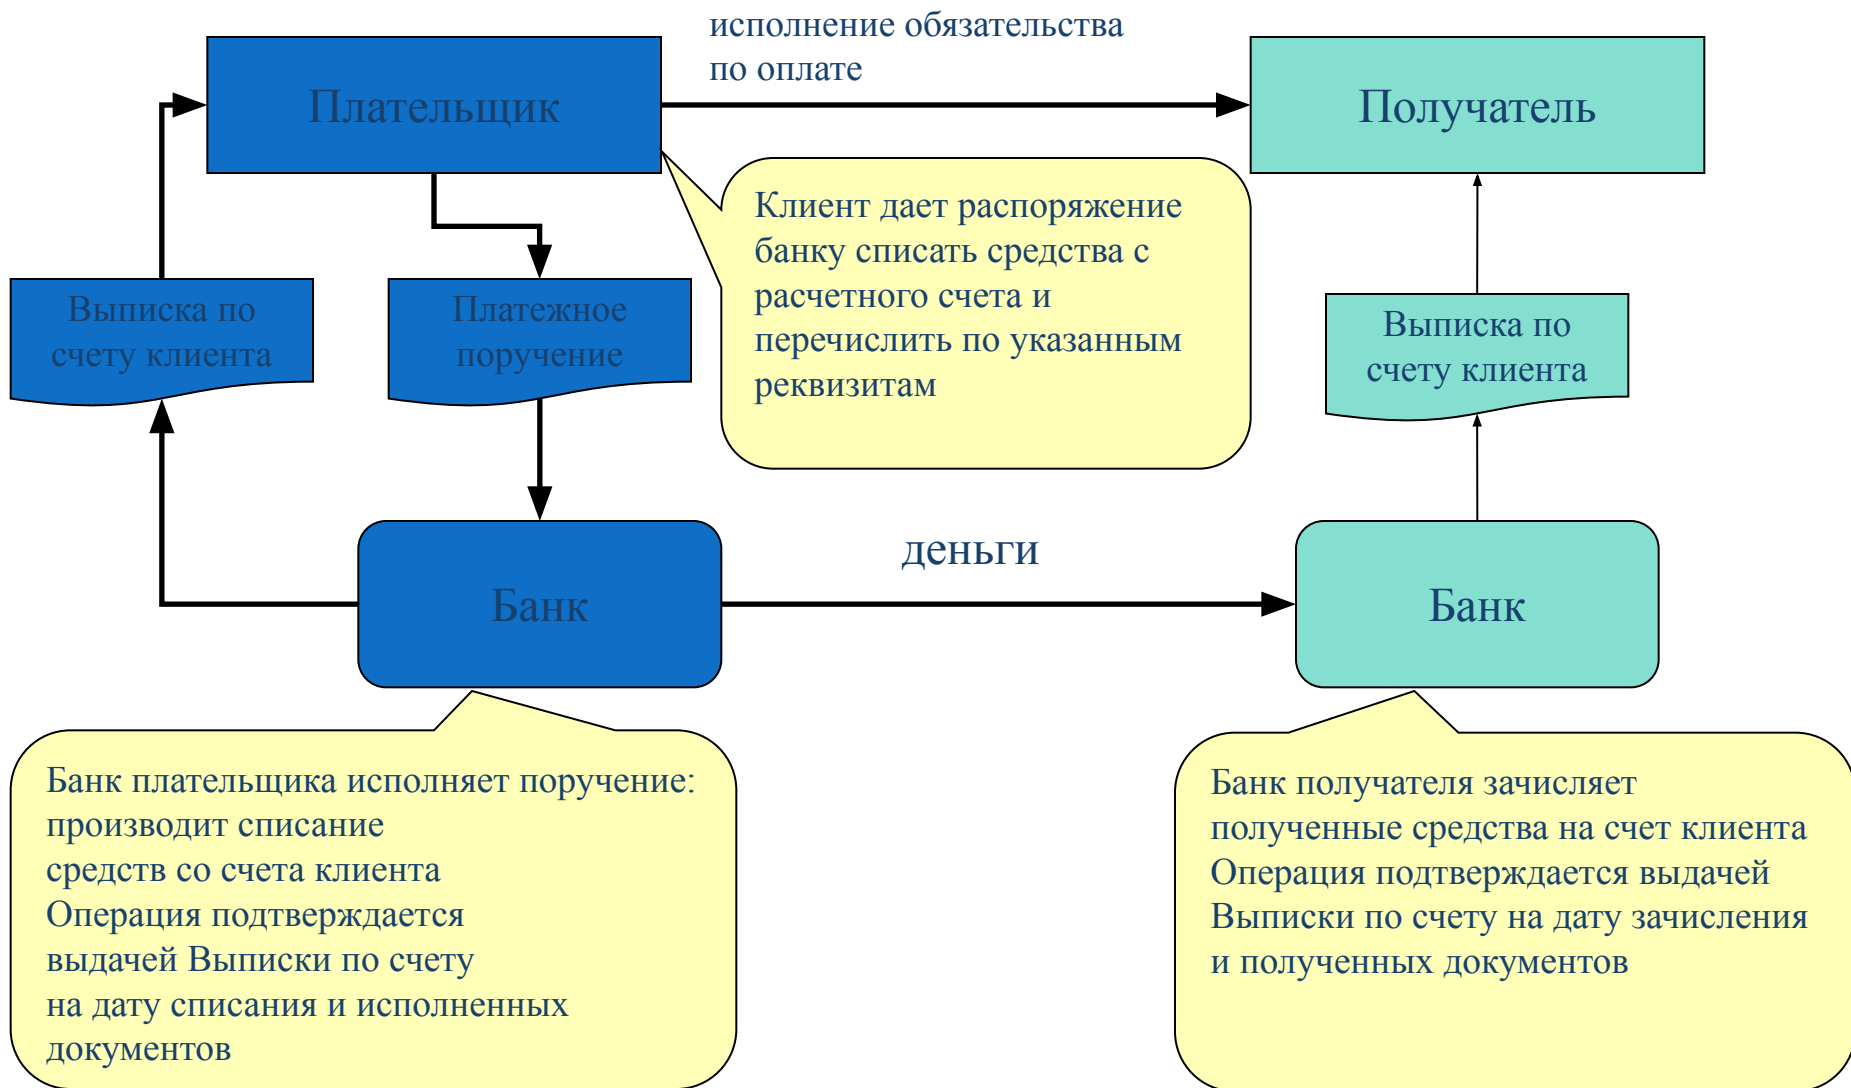 исполнение обязательства
по оплате
Плательщик
Получатель
Клиент дает распоряжение
банку списать средства с
расчетного счета и
перечислить по указанным
реквизитам
Выписка по
счету клиента
Платежное
поручение
Выписка по
счету клиента
деньги
Банк
Банк
Банк плательщика исполняет поручение:
производит списание
средств со счета клиента
Операция подтверждается
выдачей Выписки по счету
на дату списания и исполненных
документов
Банк получателя зачисляет
полученные средства на счет клиента
Операция подтверждается выдачей
Выписки по счету на дату зачисления
и полученных документов